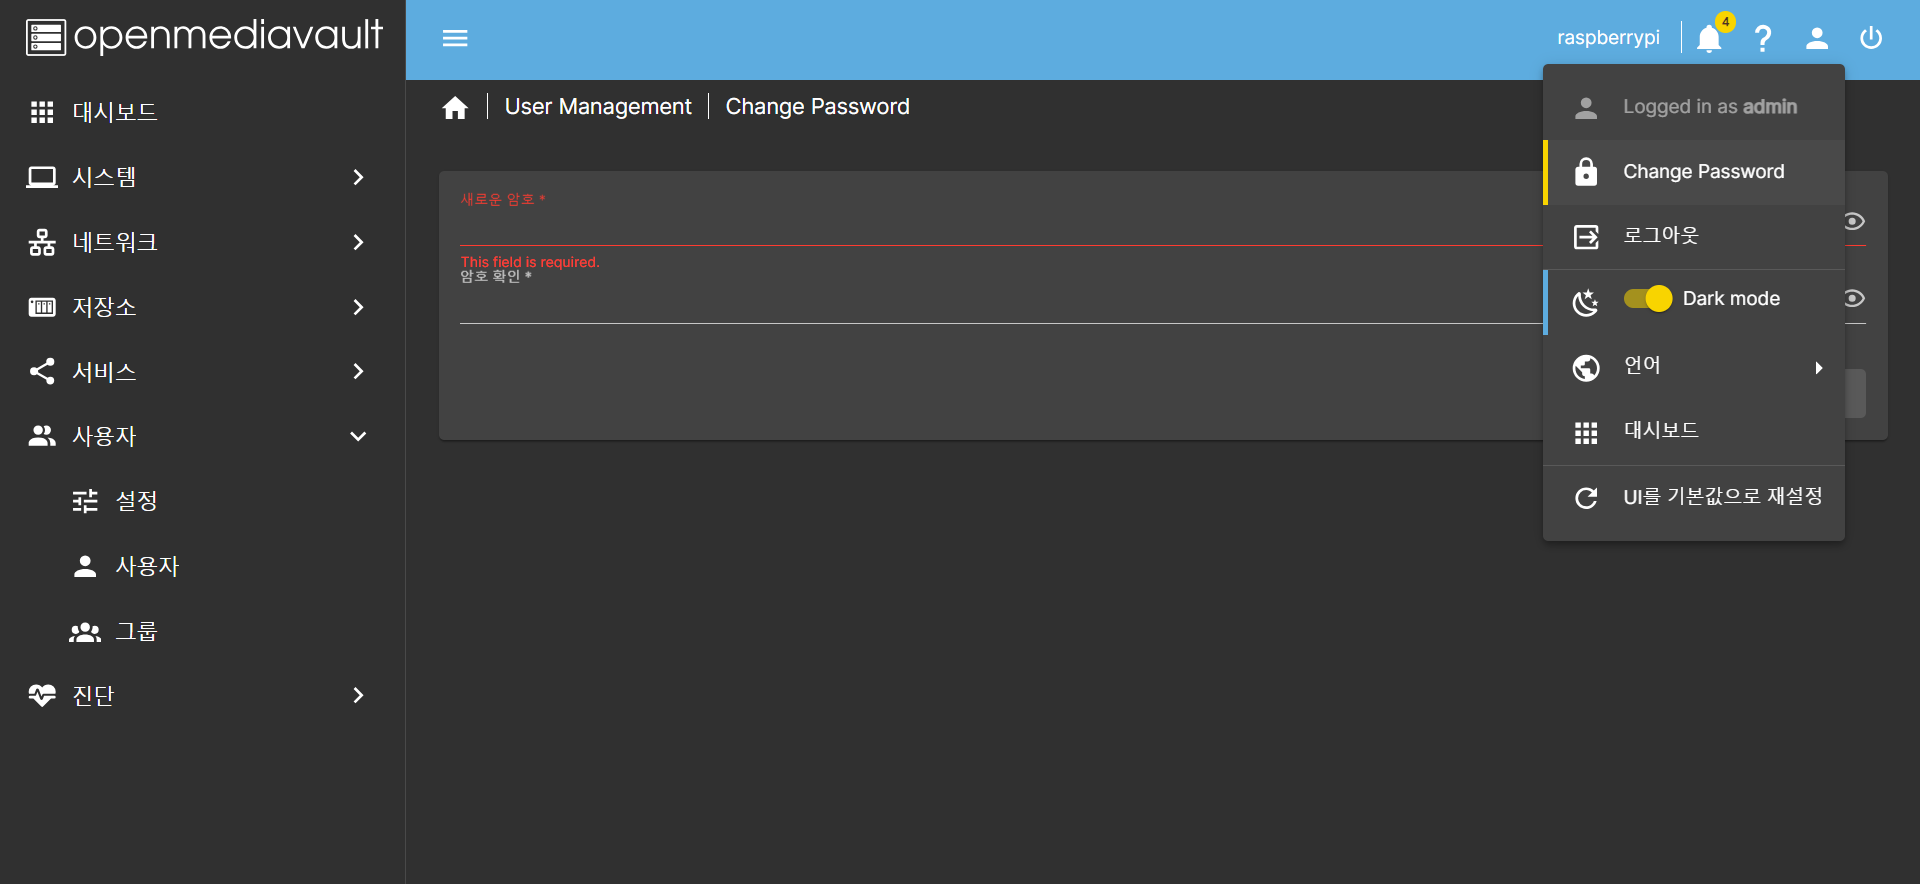 openmediavault
raspberrypi
4
?
대시보드
시스템
네트워크
저장소
서비스
사용자
설정
사용자
그룹
진단
User Management
Change Password
새로운 암호 *
This field is required.
암호 확인 *
Logged in as admin
Change Password
로그아웃
Dark mode
언어
대시보드
UI를 기본값으로 재설정